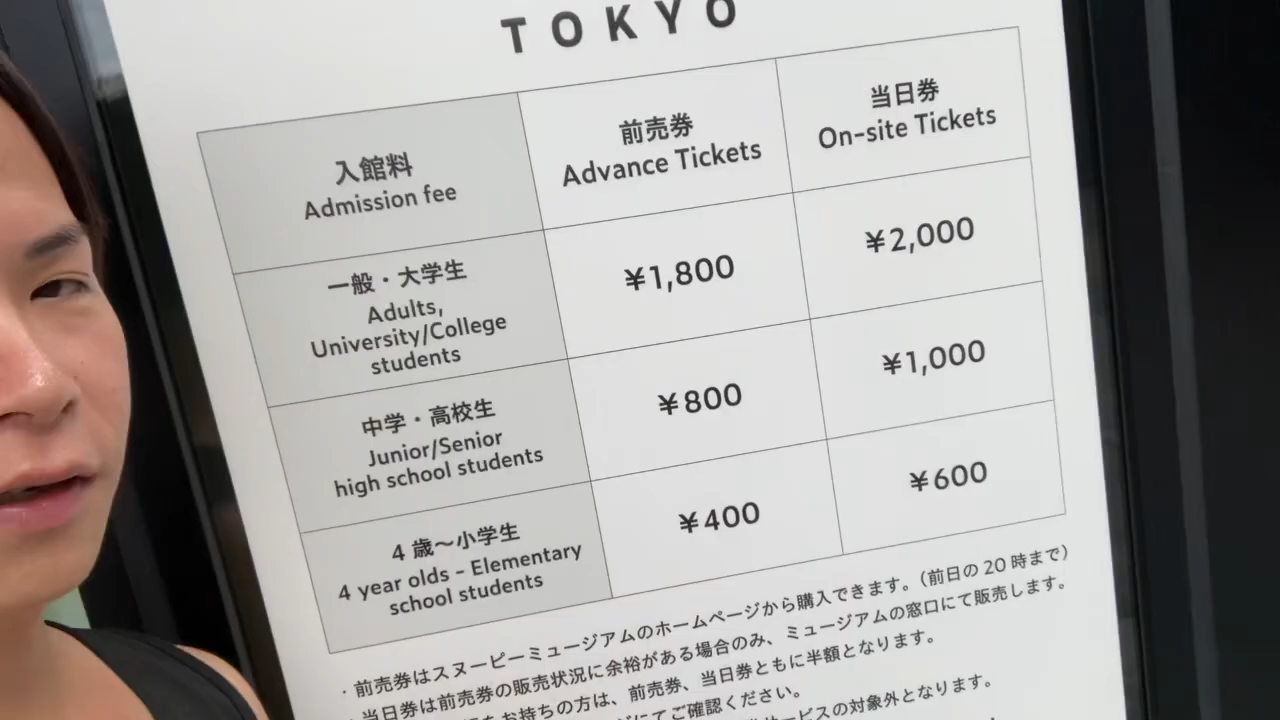 TOKYO
入館料
Admission fee
前売券
Advance Tickets
当日券
On-site Tickets
一般・大学生
Adults,
University/College
students
¥1,800
¥2,000
中学・高校生
Junior/Senior
high school students
¥800
¥1,000
4歳〜小学生
4 year olds – Elementary
school students
¥400
¥600
・前売券はスヌーピーミュージアムのホームページから購入できます。（前日の20時まで）
当日券は前売券の販売状況に余裕がある場合のみ、ミュージアムの窓口にて販売します。
をお持ちの方は、前売券、当日券ともに半額となります。
にてご確認ください。
サービスの対象外となります。